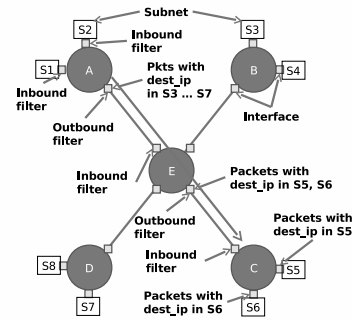 S2
Subnet
S3
Inbound
filter
S1
A
Pkts with
dest_ip
in S3 ... S7
B
S4
Inbound
filter
Outbound
filter
Interface
E
Inbound
filter
Packets with
dest_ip in S5, S6
Outbound
filter
Packets with
dest_ip in S5
Inbound
filter
S8
D
C
S5
S7
Packets with
dest_ip in S6
S6